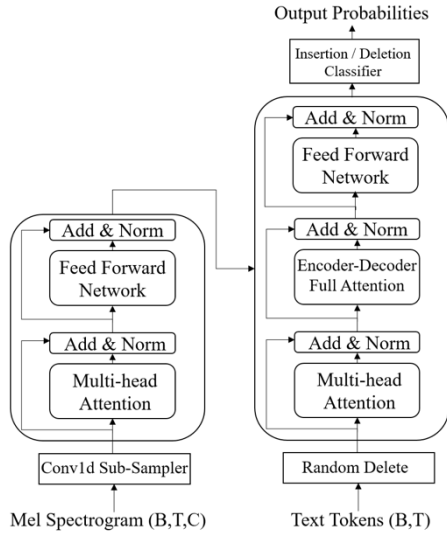 Output Probabilities
Insertion / Deletion
Classifier
Add & Norm
Feed Forward
Network
Add & Norm
Encoder-Decoder
Full Attention
Add & Norm
Multi-head
Attention
Random Delete
Text Tokens (B,T)
Add & Norm
Feed Forward
Network
Add & Norm
Multi-head
Attention
Conv1d Sub-Sampler
Mel Spectrogram (B,T,C)